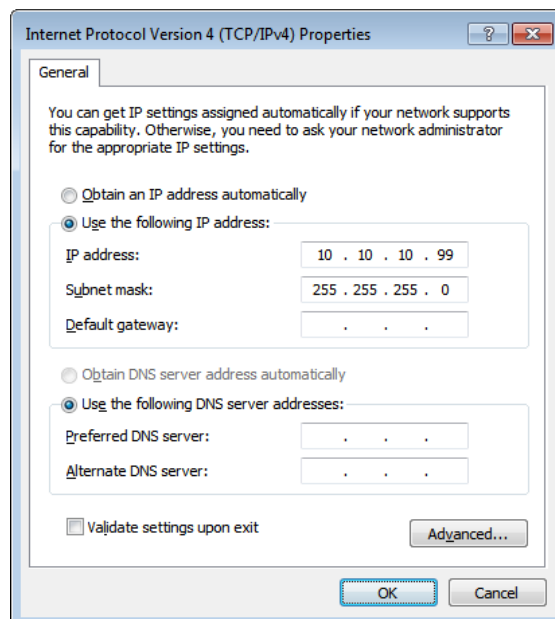 Internet Protocol Version 4 (TCP/IPv4) Properties
?
General
You can get IP settings assigned automatically if your network supports
this capability. Otherwise, you need to ask your network administrator
for the appropriate IP settings.
Obtain an IP address automatically
Use the following IP address:
IP address: 10 . 10 . 10 . 99
Subnet mask: 255 . 255 . 255 . 0
Default gateway: . . .
Obtain DNS server address automatically
Use the following DNS server addresses:
Preferred DNS server: . . .
Alternate DNS server: . . .
Validate settings upon exit
Advanced...
OK Cancel